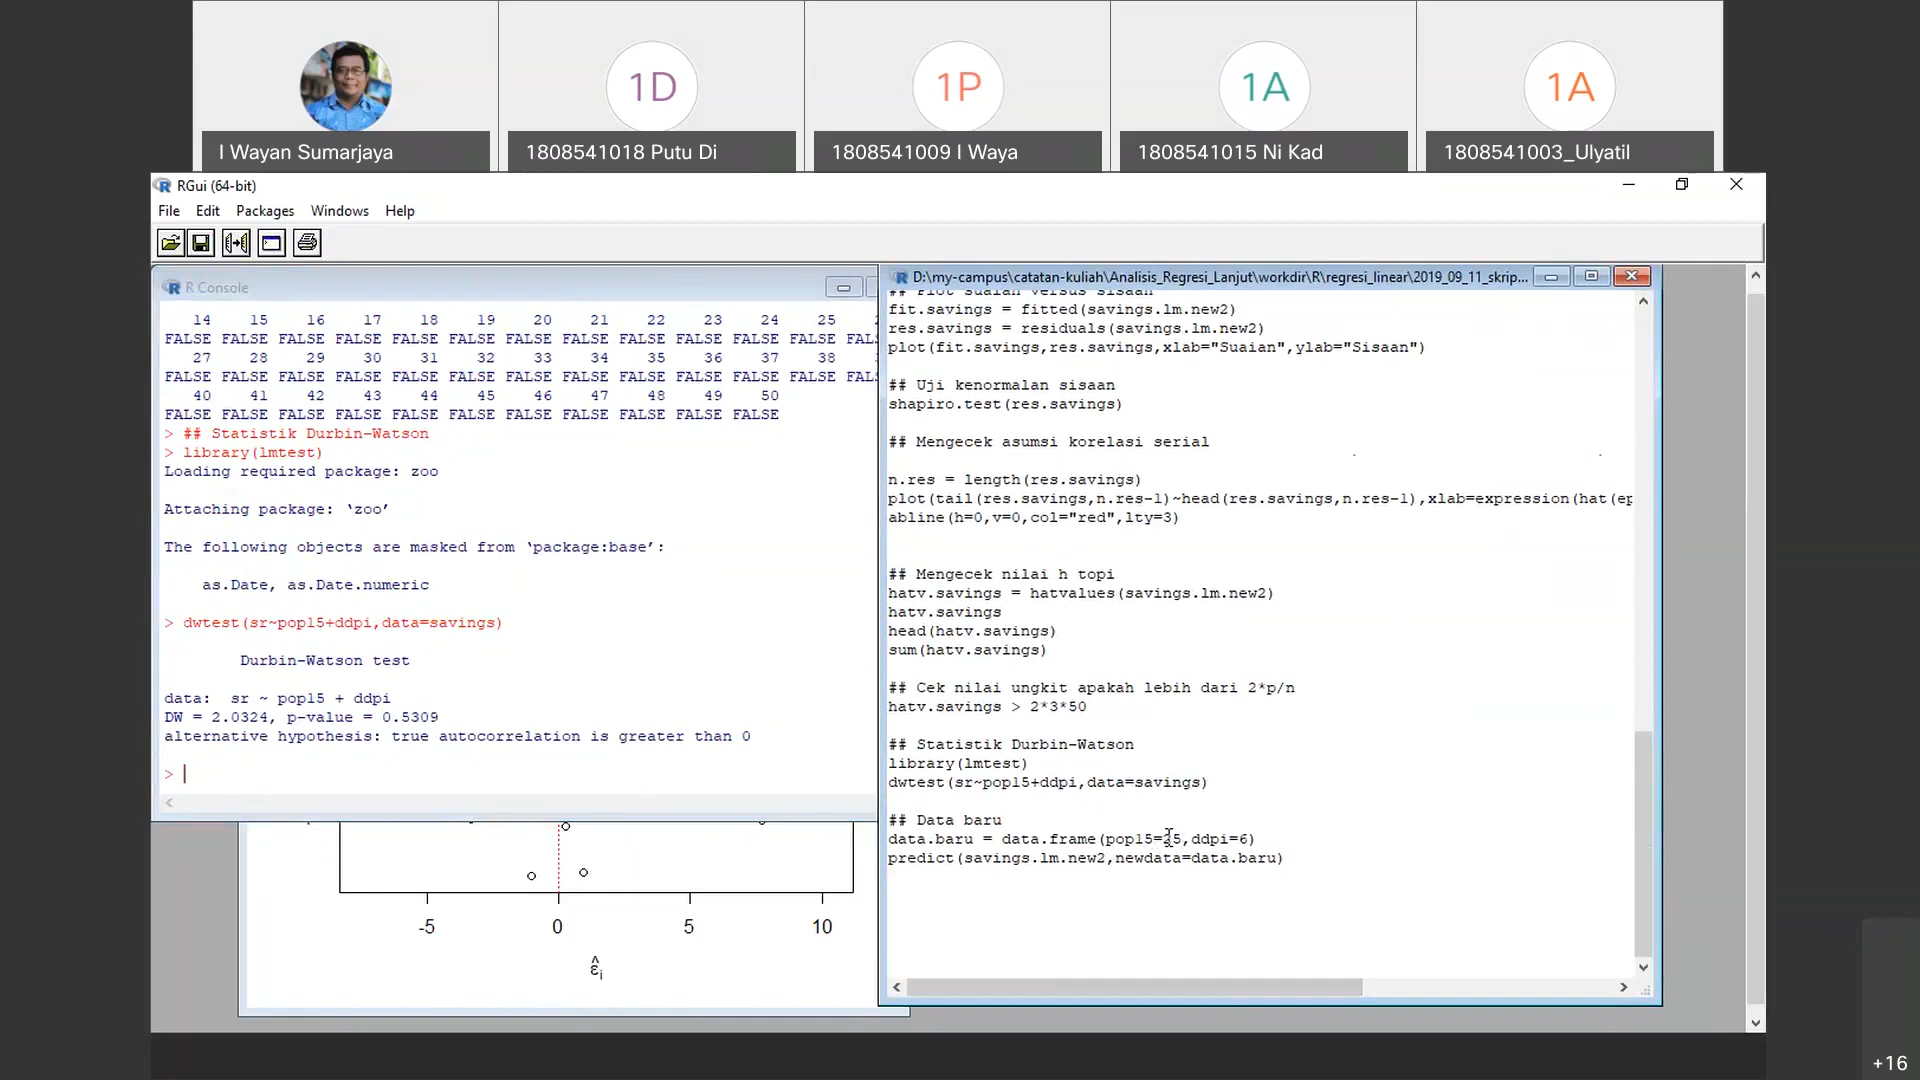 1D
1P
1A
1A
I Wayan Sumarjaya
1808541018 Putu Di
1808541009 I Waya
1808541015 Ni Kad
1808541003_Ulyatil
RGui (64-bit)
File Edit Packages Windows Help
R Console
14 15 16 17 18 19 20 21 22 23 24 25
FALSE FALSE FALSE FALSE FALSE FALSE FALSE FALSE FALSE FALSE FALSE FALSE
27 28 29 30 31 32 33 34 35 36 37 38
FALSE FALSE FALSE FALSE FALSE FALSE FALSE FALSE FALSE FALSE FALSE FALSE
40 41 42 43 44 45 46 47 48 49 50
FALSE FALSE FALSE FALSE FALSE FALSE FALSE FALSE FALSE FALSE FALSE
> ## Statistik Durbin-Watson
> library(lmtest)
Loading required package: zoo
Attaching package: ‘zoo’
The following objects are masked from ‘package:base’:
as.Date, as.Date.numeric
> dwtest(sr~pop15+ddpi,data=savings)
Durbin-Watson test
data: sr ~ pop15 + ddpi
DW = 2.0324, p-value = 0.5309
alternative hypothesis: true autocorrelation is greater than 0
>
-5 0 5 10
ε̂i
D:\my-campus\catatan-kuliah\Analisis_Regresi_Lanjut\workdir\R\regresi_linear\2019_09_11_skrip...
## Plot suaian versus sisaan
fit.savings = fitted(savings.lm.new2)
res.savings = residuals(savings.lm.new2)
plot(fit.savings,res.savings,xlab="Suaian",ylab="Sisaan")
## Uji kenormalan sisaan
shapiro.test(res.savings)
## Mengecek asumsi korelasi serial
n.res = length(res.savings)
plot(tail(res.savings,n.res-1)~head(res.savings,n.res-1),xlab=expression(hat(ep
abline(h=0,v=0,col="red",lty=3)
## Mengecek nilai h topi
hatv.savings = hatvalues(savings.lm.new2)
hatv.savings
head(hatv.savings)
sum(hatv.savings)
## Cek nilai ungkit apakah lebih dari 2*p/n
hatv.savings > 2*3*50
## Statistik Durbin-Watson
library(lmtest)
dwtest(sr~pop15+ddpi,data=savings)
## Data baru
data.baru = data.frame(pop15=35,ddpi=6)
predict(savings.lm.new2,newdata=data.baru)
+16